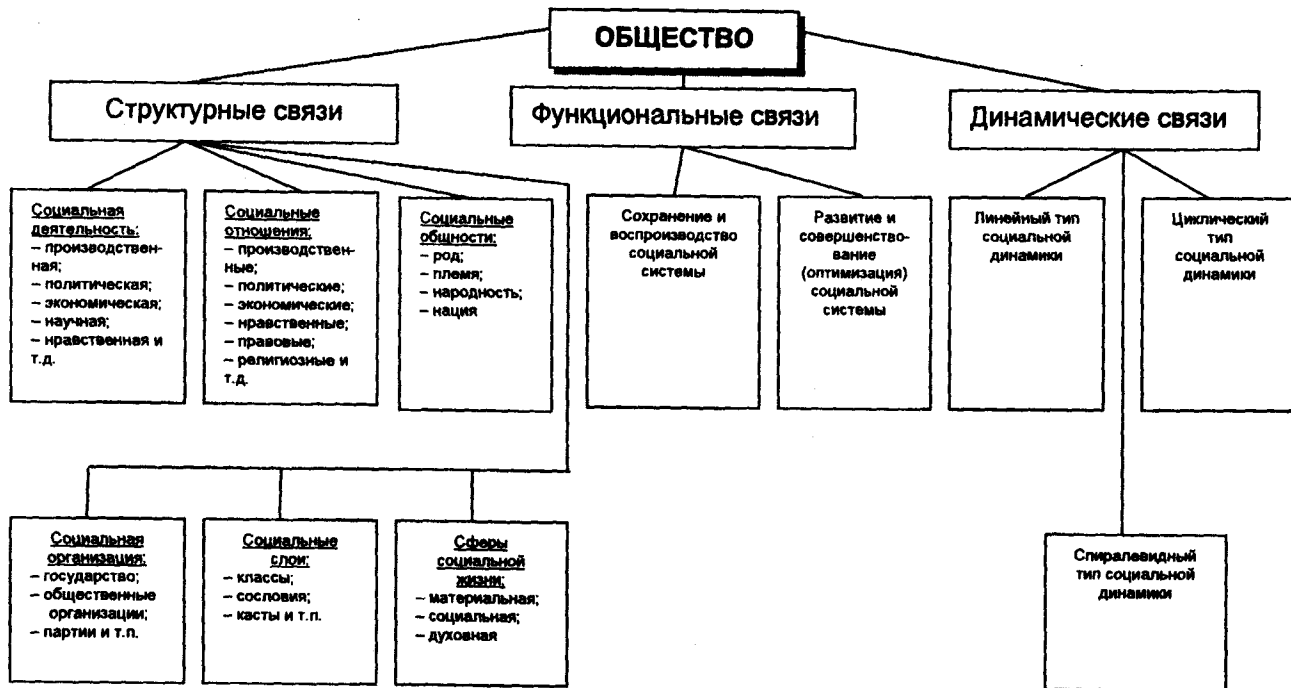 ОБЩЕСТВО
Структурные связи
Функциональные связи
Динамические связи
Социальная
деятельность:
– производствен-
ная;
– политическая;
– экономическая;
– научная;
– нравственная и
т.д.
Социальные
отношения:
– производствен-
ные;
– политические;
– экономические;
– нравственные;
– правовые;
– религиозные и
т.д.
Социальные
общности:
– род;
– племя;
– народность;
– нация
Сохранение и
воспроизводство
социальной
системы
Развитие и
совершенство-
вание
(оптимизация)
социальной
системы
Линейный тип
социальной
динамики
Циклический
тип
социальной
динамики
Социальная
организация:
– государство;
– общественные
организации;
– партии и т.п.
Социальные
слои:
– классы;
– сословия;
– касты и т.п.
Сферы
социальной
жизни:
– материальная;
– социальная;
– духовная
Спиралевидный
тип социальной
динамики